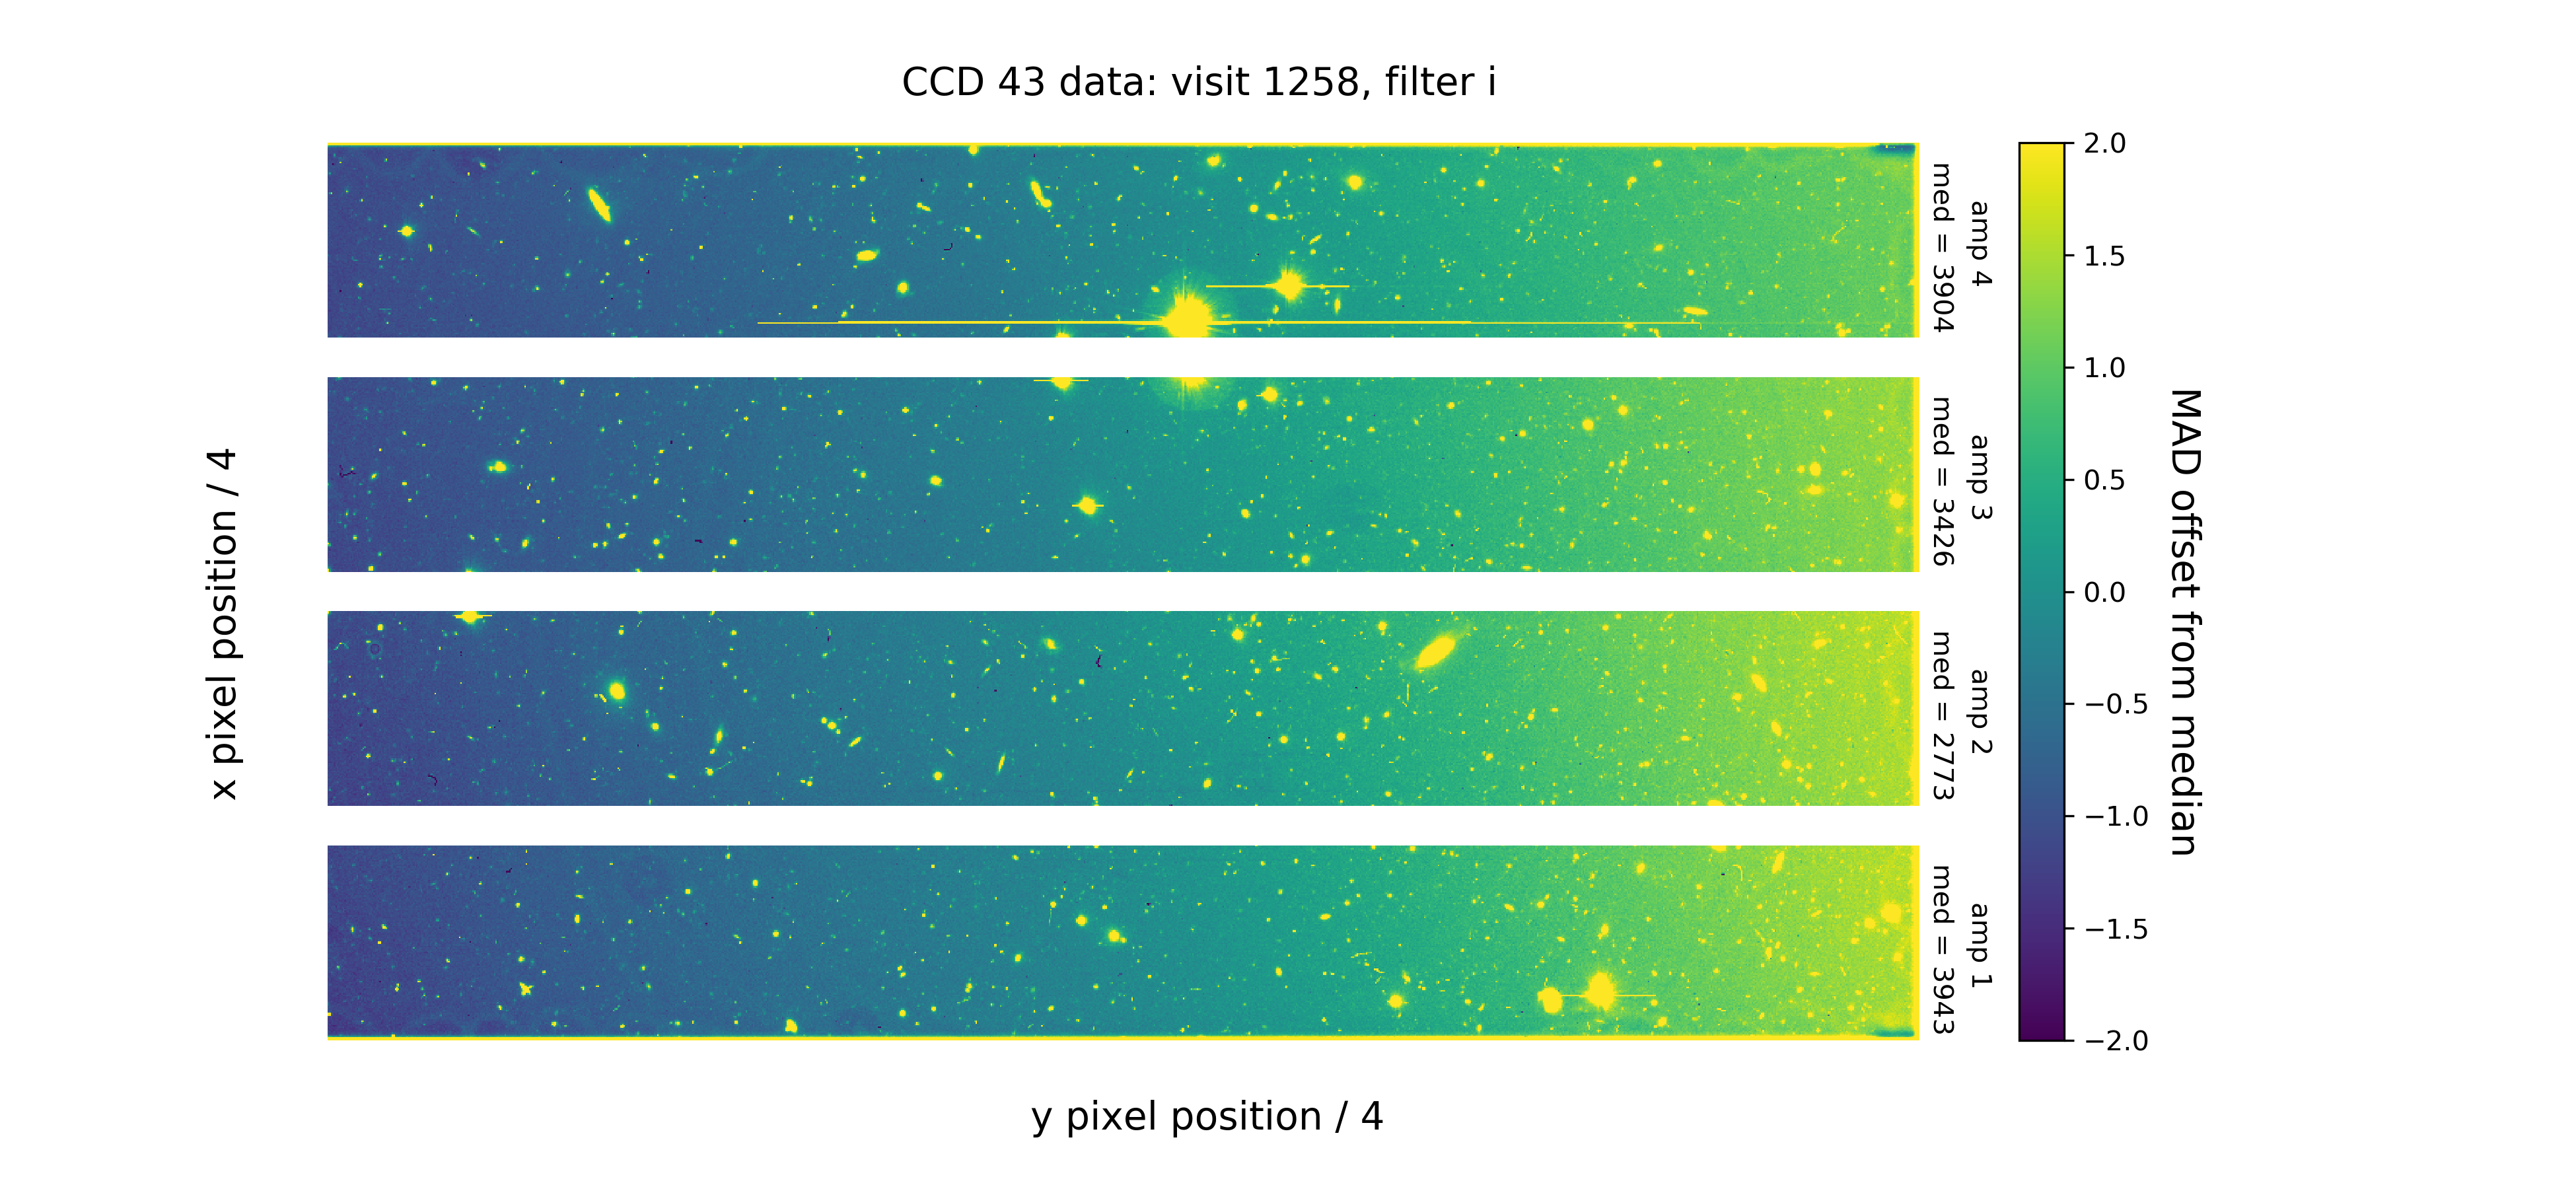 CCD 43 data: visit 1258, filter i
x pixel position / 4
amp 4
med = 3904
amp 3
med = 3426
amp 2
med = 2773
amp 1
med = 3943
y pixel position / 4
2.0
1.5
1.0
0.5
0.0
−0.5
−1.0
−1.5
−2.0
MAD offset from median